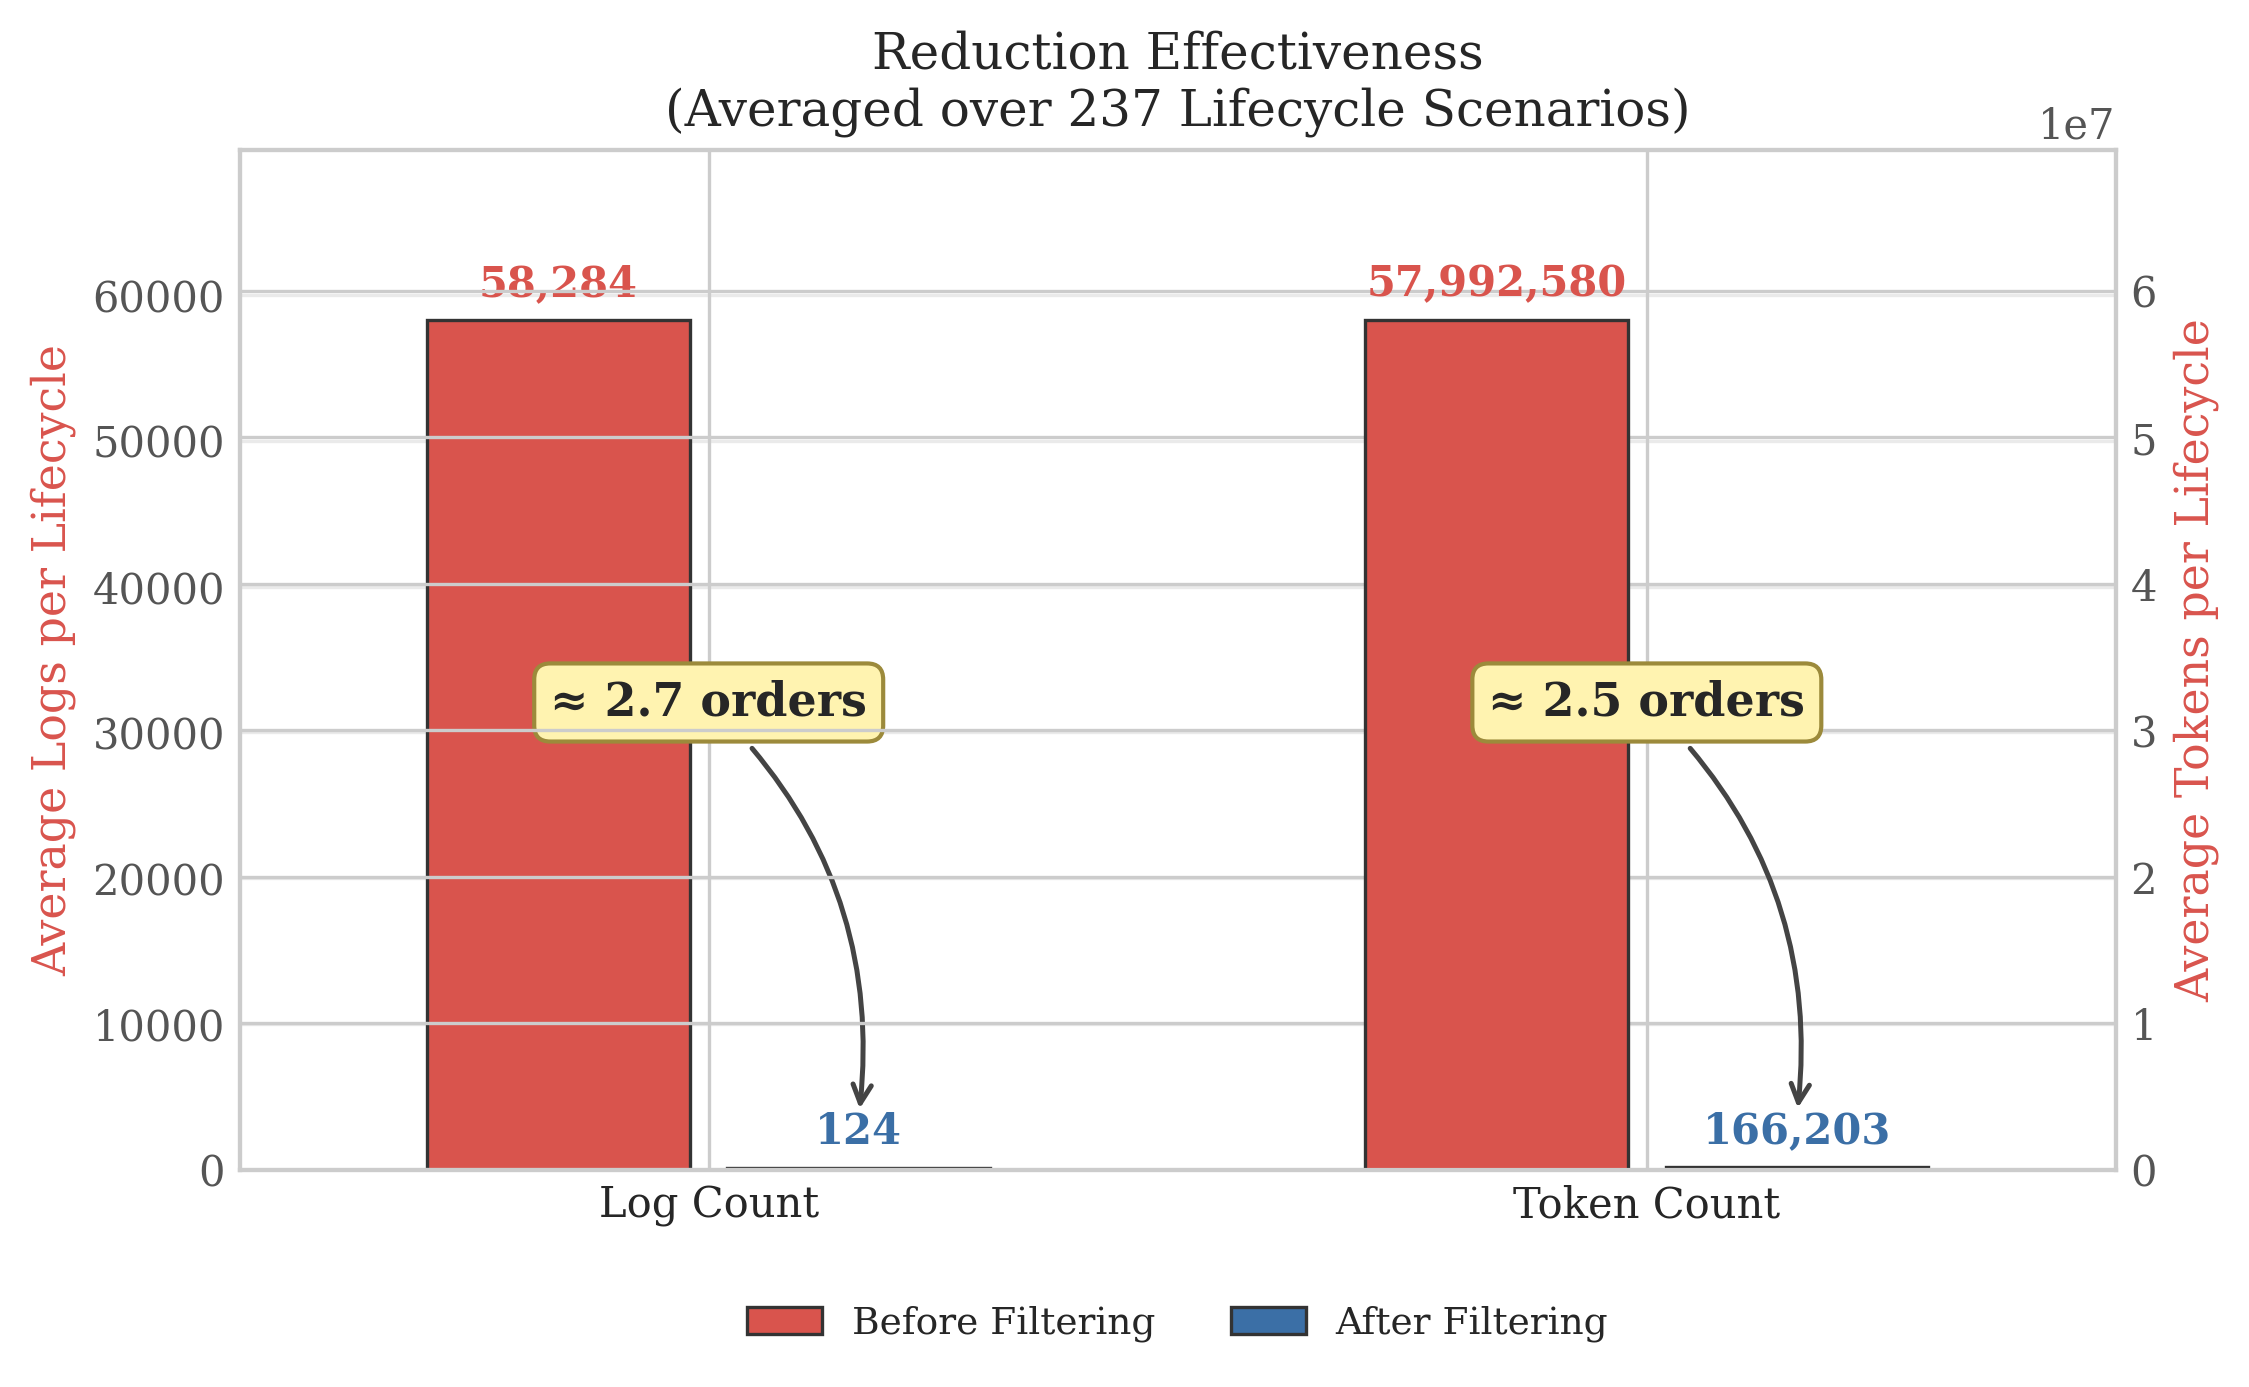 Reduction Effectiveness
(Averaged over 237 Lifecycle Scenarios)
1e7
Average Logs per Lifecycle
60000
50000
40000
30000
20000
10000
0
58,284
57,992,580
≈ 2.7 orders
≈ 2.5 orders
124
166,203
6
5
4
3
2
1
0
Average Tokens per Lifecycle
Log Count
Token Count
Before Filtering
After Filtering